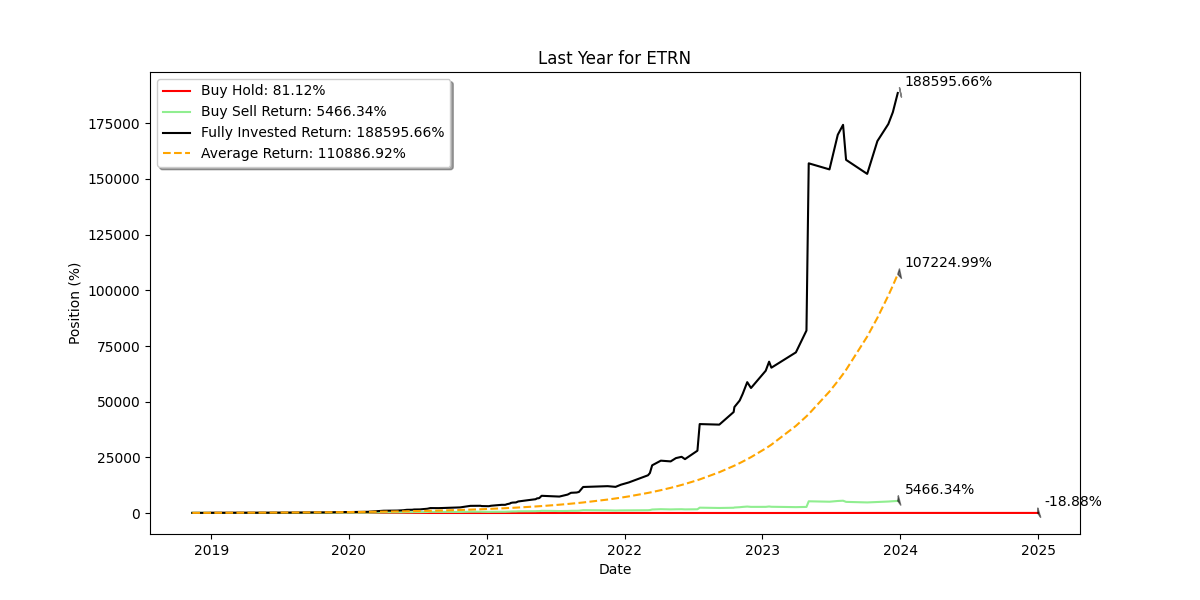 Last Year for ETRN
Buy Hold: 81.12%
Buy Sell Return: 5466.34%
Fully Invested Return: 188595.66%
Average Return: 110886.92%
188595.66%
107224.99%
5466.34%
-18.88%
Position (%)
175000
150000
125000
100000
75000
50000
25000
0
2019 2020 2021 2022 2023 2024 2025
Date